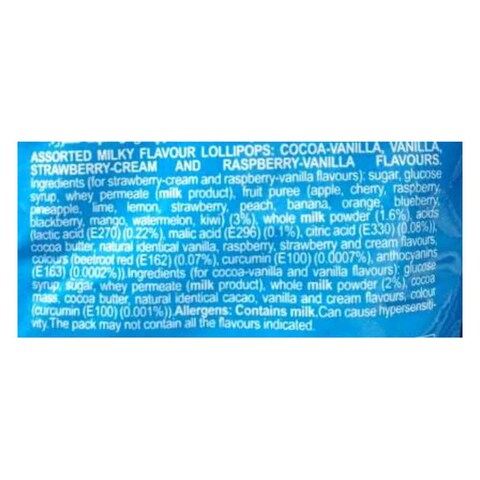 ASSORTED MILKY FLAVOUR LOLLIPOPS: COCOA-VANILLA, VANILLA,
STRAWBERRY-CREAM AND RASPBERRY-VANILLA FLAVOURS.
Ingredients (for strawberry-cream and raspberry-vanilla flavours): sugar, glucose
syrup, whey permeate (milk product), fruit puree (apple, cherry, raspberry,
pineapple, lime, lemon, strawberry, peach, banana, orange, blueberry,
blackberry, mango, watermelon, kiwi) (3%), whole milk powder (1.6%), acids
(lactic acid (E270) (0.22%), malic acid (E296) (0.1%), citric acid (E330) (0.08%)),
cocoa butter, natural identical vanilla, raspberry, strawberry and cream flavours,
colours (beetroot red (E162) (0.07%), curcumin (E100) (0.0007%), anthocyanins
(E163) (0.0002%)).Ingredients (for cocoa-vanilla and vanilla flavours): glucose
syrup, sugar, whey permeate (milk product), whole milk powder (2%), cocoa
mass, cocoa butter, natural identical cacao, vanilla and cream flavours, colour
(curcumin (E100) (0.001%)).Allergens: Contains milk.Can cause hypersensiti-
vity.The pack may not contain all the flavours indicated.